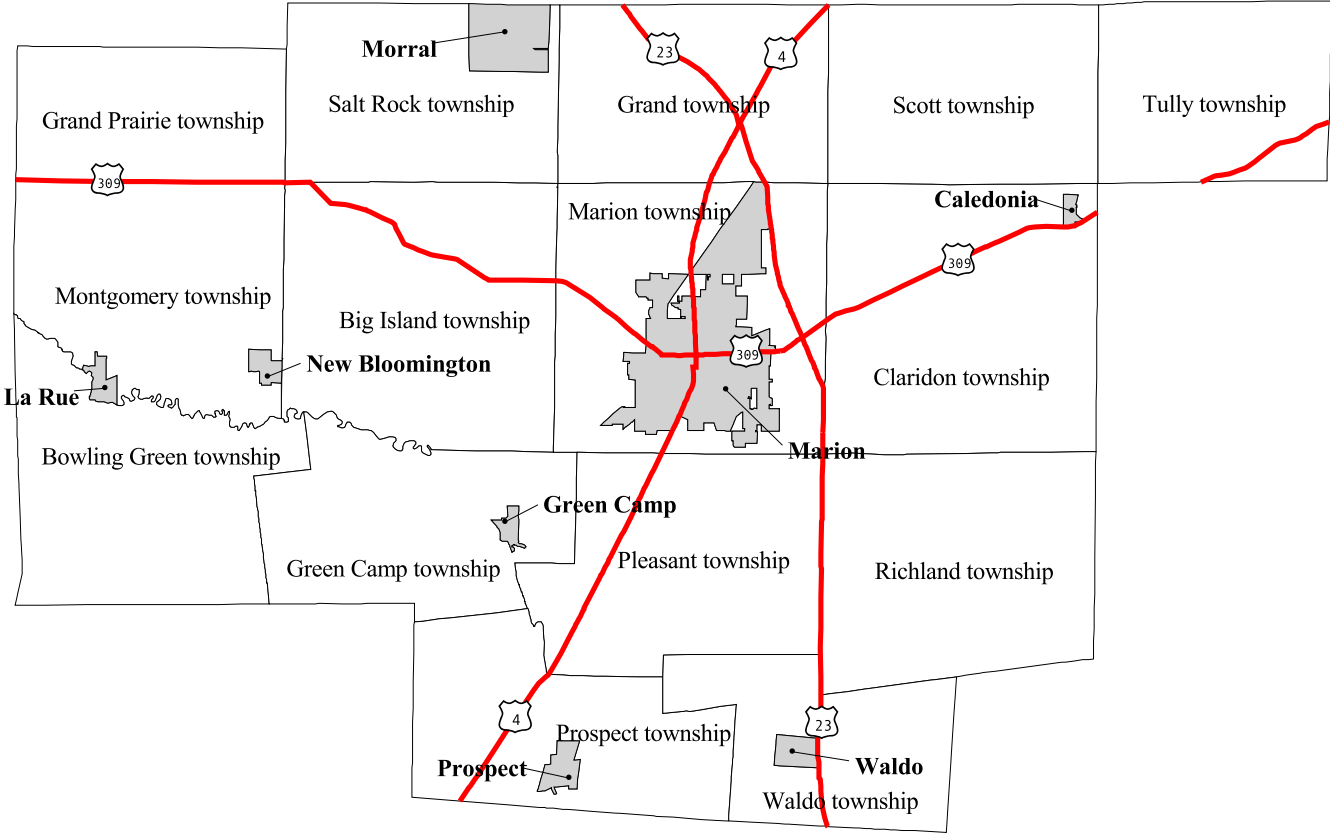 Morral
23
4
Salt Rock township
Grand township
Scott township
Tully township
Grand Prairie township
309
Caledonia
Marion township
309
Montgomery township
Big Island township
309
New Bloomington
Claridon township
La Rue
Marion
Bowling Green township
Green Camp
Green Camp township
Pleasant township
Richland township
4
23
Prospect township
Prospect
Waldo
Waldo township